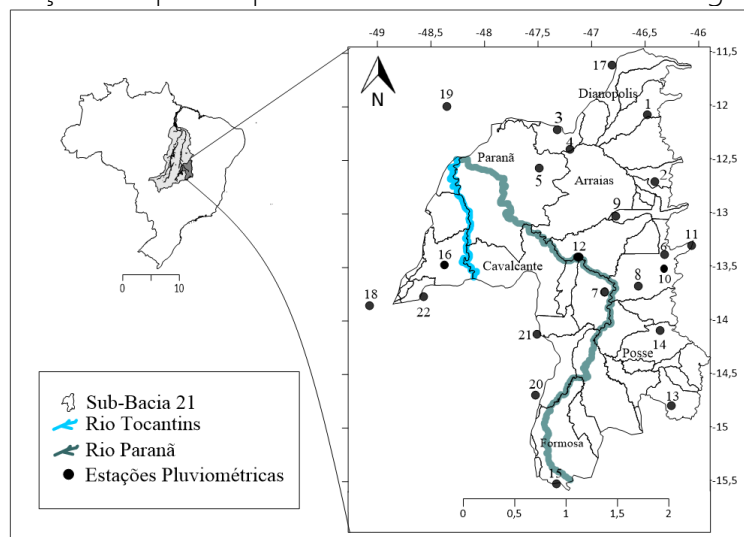 -49 -48,5 -48 -47,5 -47 -46,5 -46
-11,5
17
Dianopolis
19
N
1
-12
3
4
Paranã
-12,5
5
Arraias
2
9
-13
11
12
6
16
Cavalcante
10
-13,5
8
7
18
22
-14
21
14
Posse
-14,5
20
13
-15
Formosa
15
-15,5
0 10
Sub-Bacia 21
Rio Tocantins
Rio Paranã
Estações Pluviométricas
0 0,5 1 1,5 2